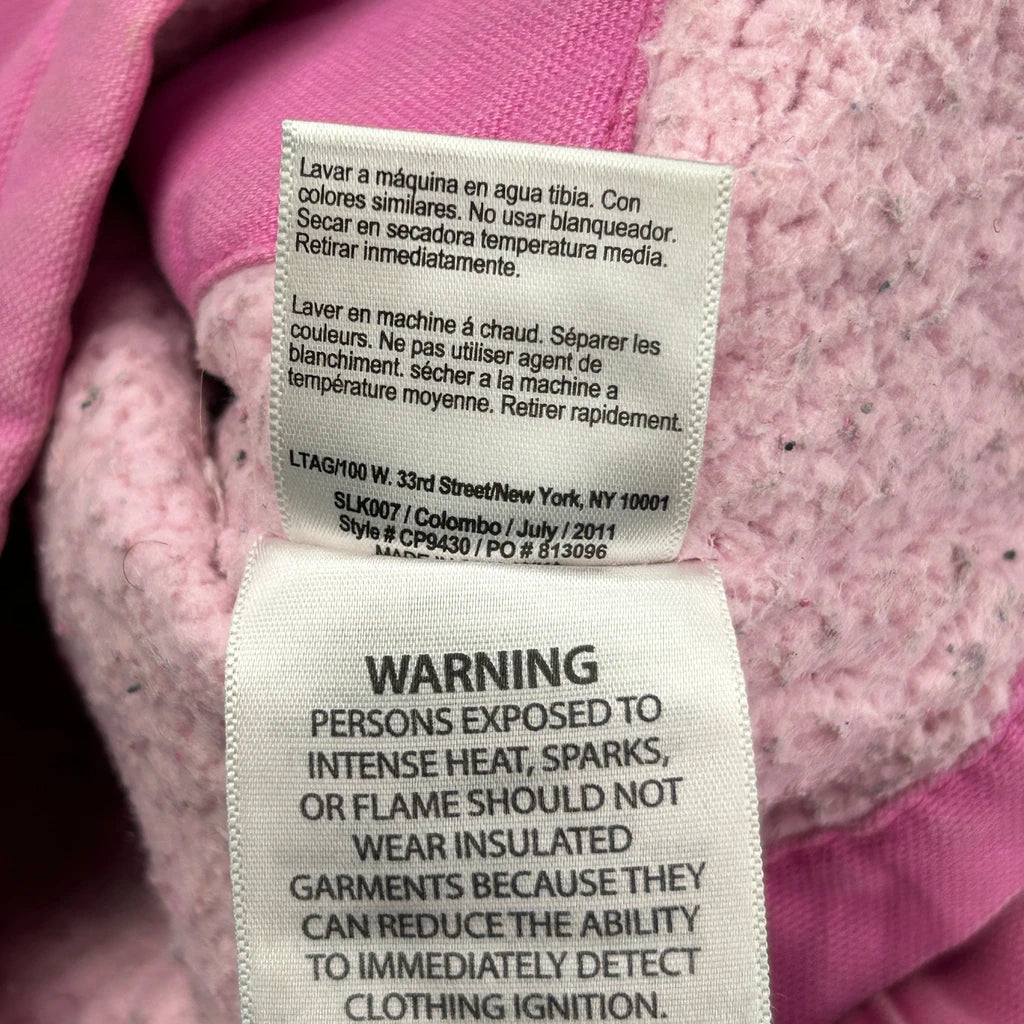 Lavar a máquina en agua tibia. Con
colores similares. No usar blanqueador.
Secar en secadora temperatura media.
Retirar inmediatamente.
Laver en machine á chaud. Séparer les
couleurs. Ne pas utiliser agent de
blanchiment. sécher a la machine a
température moyenne. Retirer rapidement.
LTAG/100 W. 33rd Street/New York, NY 10001
SLK007 / Colombo / July / 2011
Style # CP9430 / PO # 813096
MADE IN
WARNING
PERSONS EXPOSED TO
INTENSE HEAT, SPARKS,
OR FLAME SHOULD NOT
WEAR INSULATED
GARMENTS BECAUSE THEY
CAN REDUCE THE ABILITY
TO IMMEDIATELY DETECT
CLOTHING IGNITION.